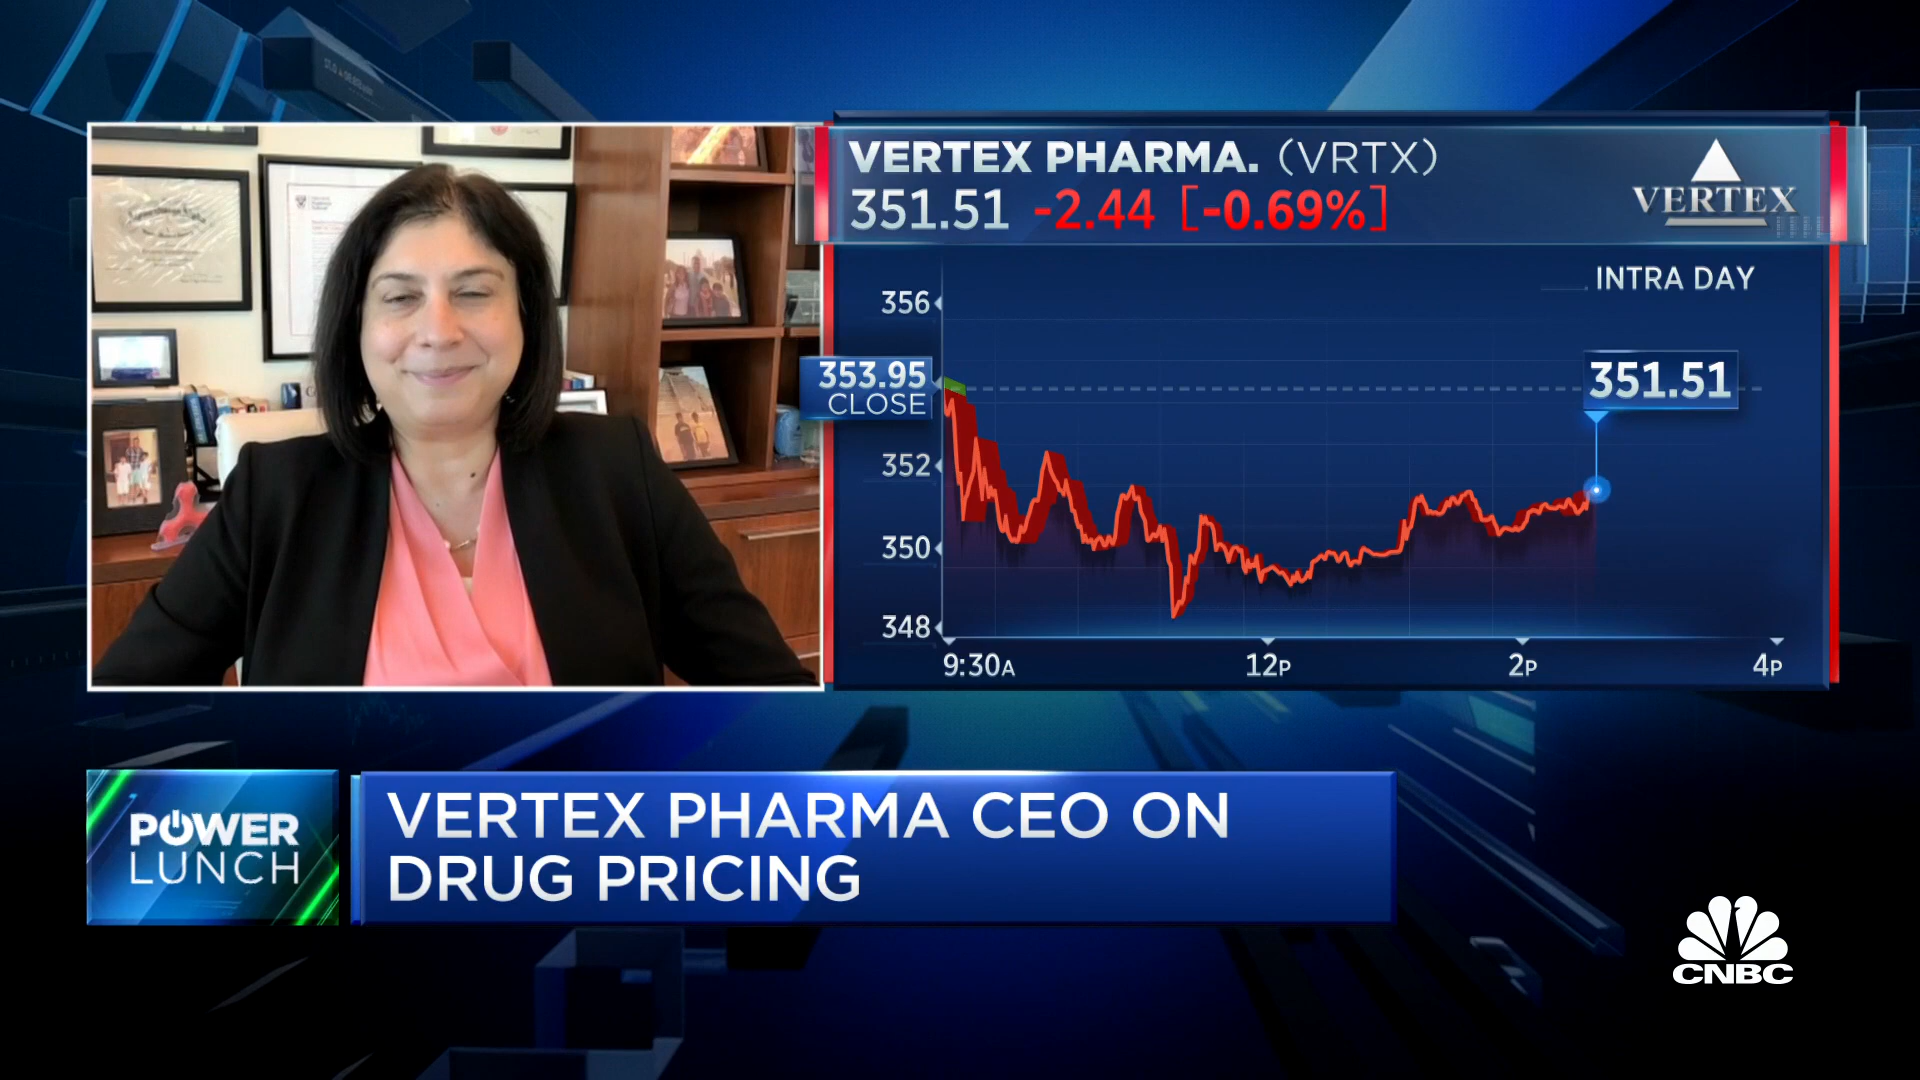 VERTEX PHARMA. (VRTX)
351.51 -2.44 [-0.69%]
VERTEX
INTRA DAY
356
353.95
CLOSE
351.51
352
350
348
9:30A 12P 2P 4P
POWER
LUNCH
VERTEX PHARMA CEO ON
DRUG PRICING
CNBC